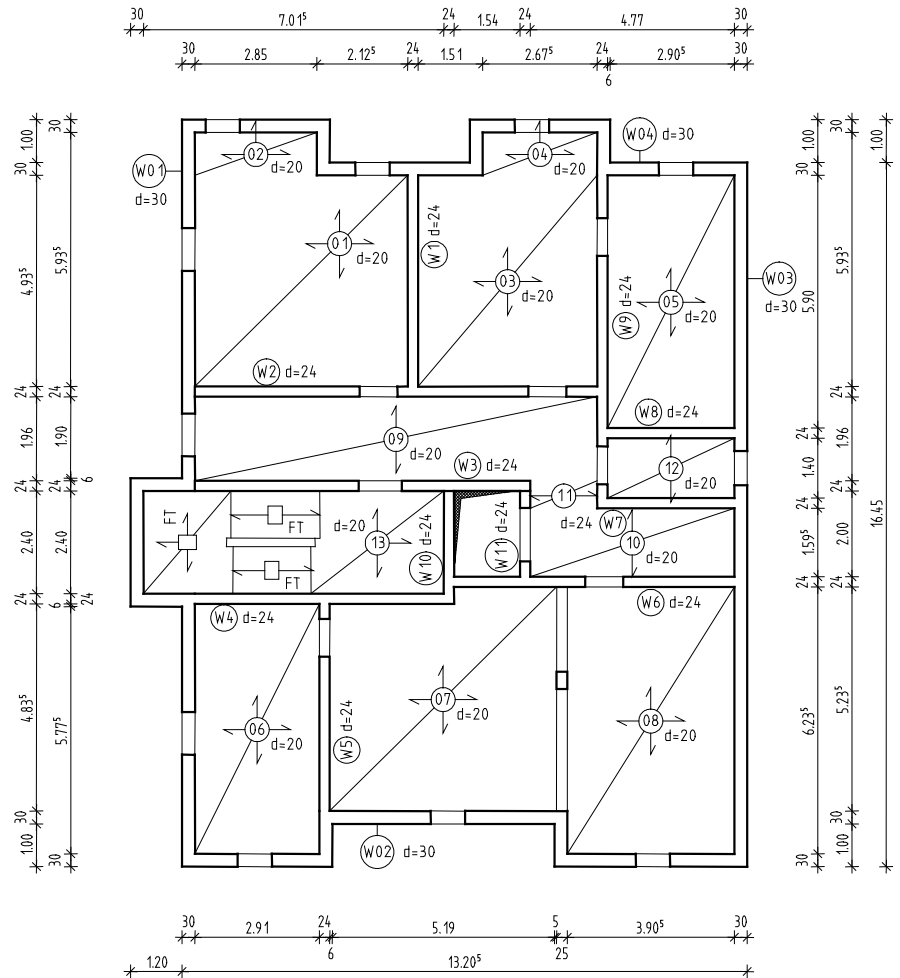 30 7.01⁵ 24 1.54 24 4.77 30
30 2.85 2.12⁵ 24 1.51 2.67⁵ 24 2.90⁵ 30
6
1.00 30 4.93⁵ 24 1.96 24 2.40 24 4.83⁵ 30 1.00
30 5.93⁵ 24 1.90 6 24 2.40 6 24 5.77⁵ 30
W01
d=30
02
d=20
04
d=20
W04 d=30
01
d=20
W1 d=24
03
d=20
W9 d=24
05
d=20
W03
d=30
W2 d=24
W8 d=24
09
d=20
W3 d=24
12
11
d=24
W7
FT
FT
FT
d=20
13
W10 d=24
W11 d=24
10
d=20
W4 d=24
W6 d=24
06
d=20
W5 d=24
07
d=20
08
d=20
W02 d=30
30 1.00 30 5.90 24 1.40 24 1.59⁵ 24 6.23⁵ 30
30 1.00 5.93⁵ 24 1.96 24 2.00 24 5.23⁵ 30 1.00
1.00 16.45
30 2.91 24 5.19 5 3.90⁵ 30
6 25
1.20 13.20⁵